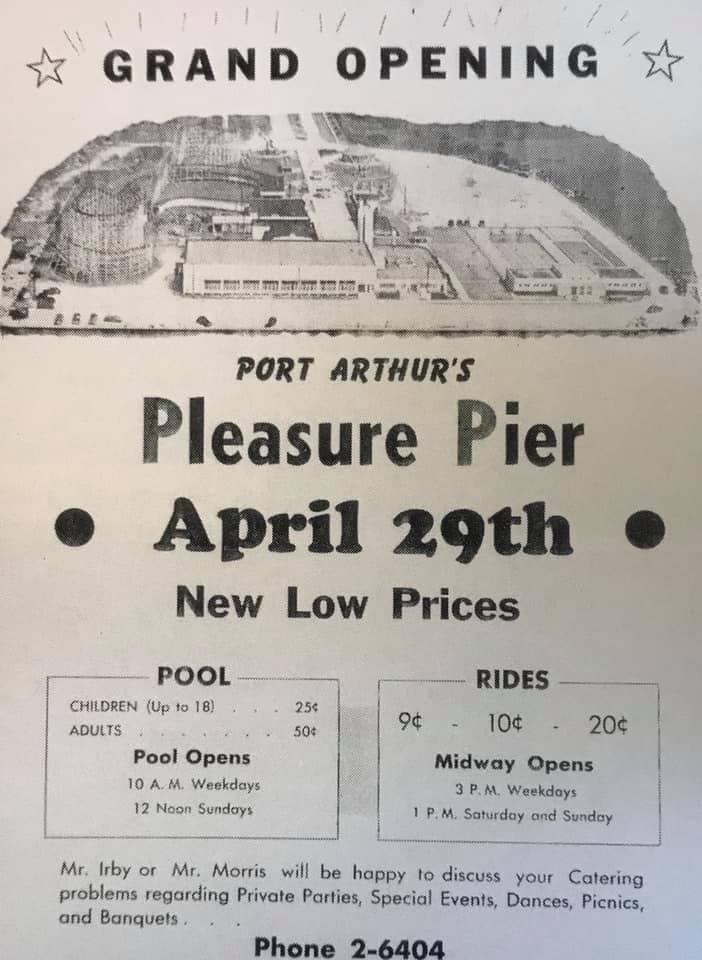 GRAND OPENING
PORT ARTHUR'S
Pleasure Pier
• April 29th •
New Low Prices
POOL
CHILDREN (Up to 18) . . . 25¢
ADULTS . . . . . . . 50¢
Pool Opens
10 A. M. Weekdays
12 Noon Sundays
RIDES
9¢ - 10¢ - 20¢
Midway Opens
3 P. M. Weekdays
1 P. M. Saturday and Sunday
Mr. Irby or Mr. Morris will be happy to discuss your Catering
problems regarding Private Parties, Special Events, Dances, Picnics,
and Banquets . . .
Phone 2-6404